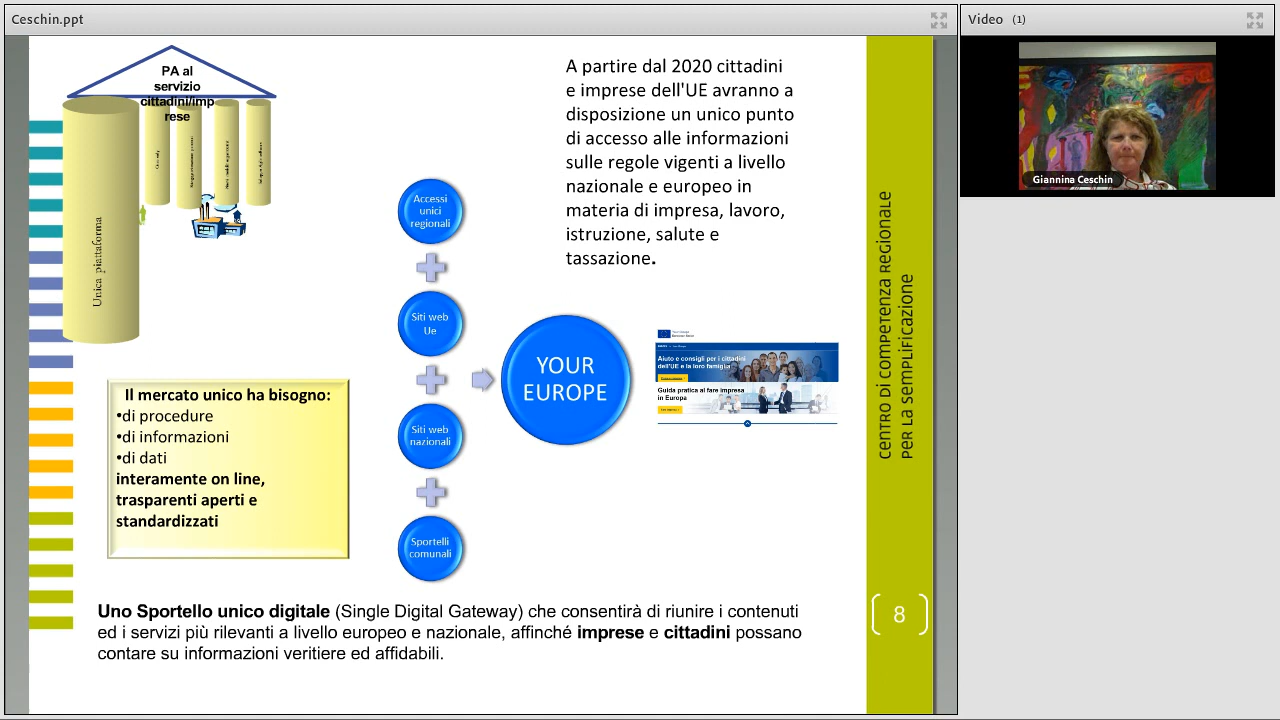 Ceschin.ppt
Video (1)
Giannina Ceschin
PA al
servizio
cittadini/imp
rese
Unica piattaforma
A partire dal 2020 cittadini
e imprese dell'UE avranno a
disposizione un unico punto
di accesso alle informazioni
sulle regole vigenti a livello
nazionale e europeo in
materia di impresa, lavoro,
istruzione, salute e
tassazione.
Accessi
unici
regionali
Siti web
Ue
Siti web
nazionali
Sportelli
comunali
YOUR
EUROPE
Aiuto e consigli per i cittadini
dell'UE e la loro famiglia
Guida pratica al fare impresa
in Europa
Il mercato unico ha bisogno:
•di procedure
•di informazioni
•di dati
interamente on line,
trasparenti aperti e
standardizzati
Uno Sportello unico digitale (Single Digital Gateway) che consentirà di riunire i contenuti
ed i servizi più rilevanti a livello europeo e nazionale, affinché imprese e cittadini possano
contare su informazioni veritiere ed affidabili.
CENTRO DI COMPETENZA REGIONALE
PER LA SEMPLIFICAZIONE
8